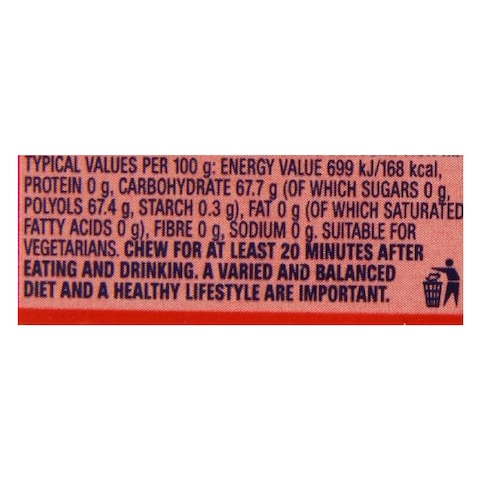 TYPICAL VALUES PER 100 g: ENERGY VALUE 699 kJ/168 kcal,
PROTEIN 0 g, CARBOHYDRATE 67.7 g (OF WHICH SUGARS 0 g,
POLYOLS 67.4 g, STARCH 0.3 g), FAT 0 g (OF WHICH SATURATED
FATTY ACIDS 0 g), FIBRE 0 g, SODIUM 0 g. SUITABLE FOR
VEGETARIANS. CHEW FOR AT LEAST 20 MINUTES AFTER
EATING AND DRINKING. A VARIED AND BALANCED
DIET AND A HEALTHY LIFESTYLE ARE IMPORTANT.